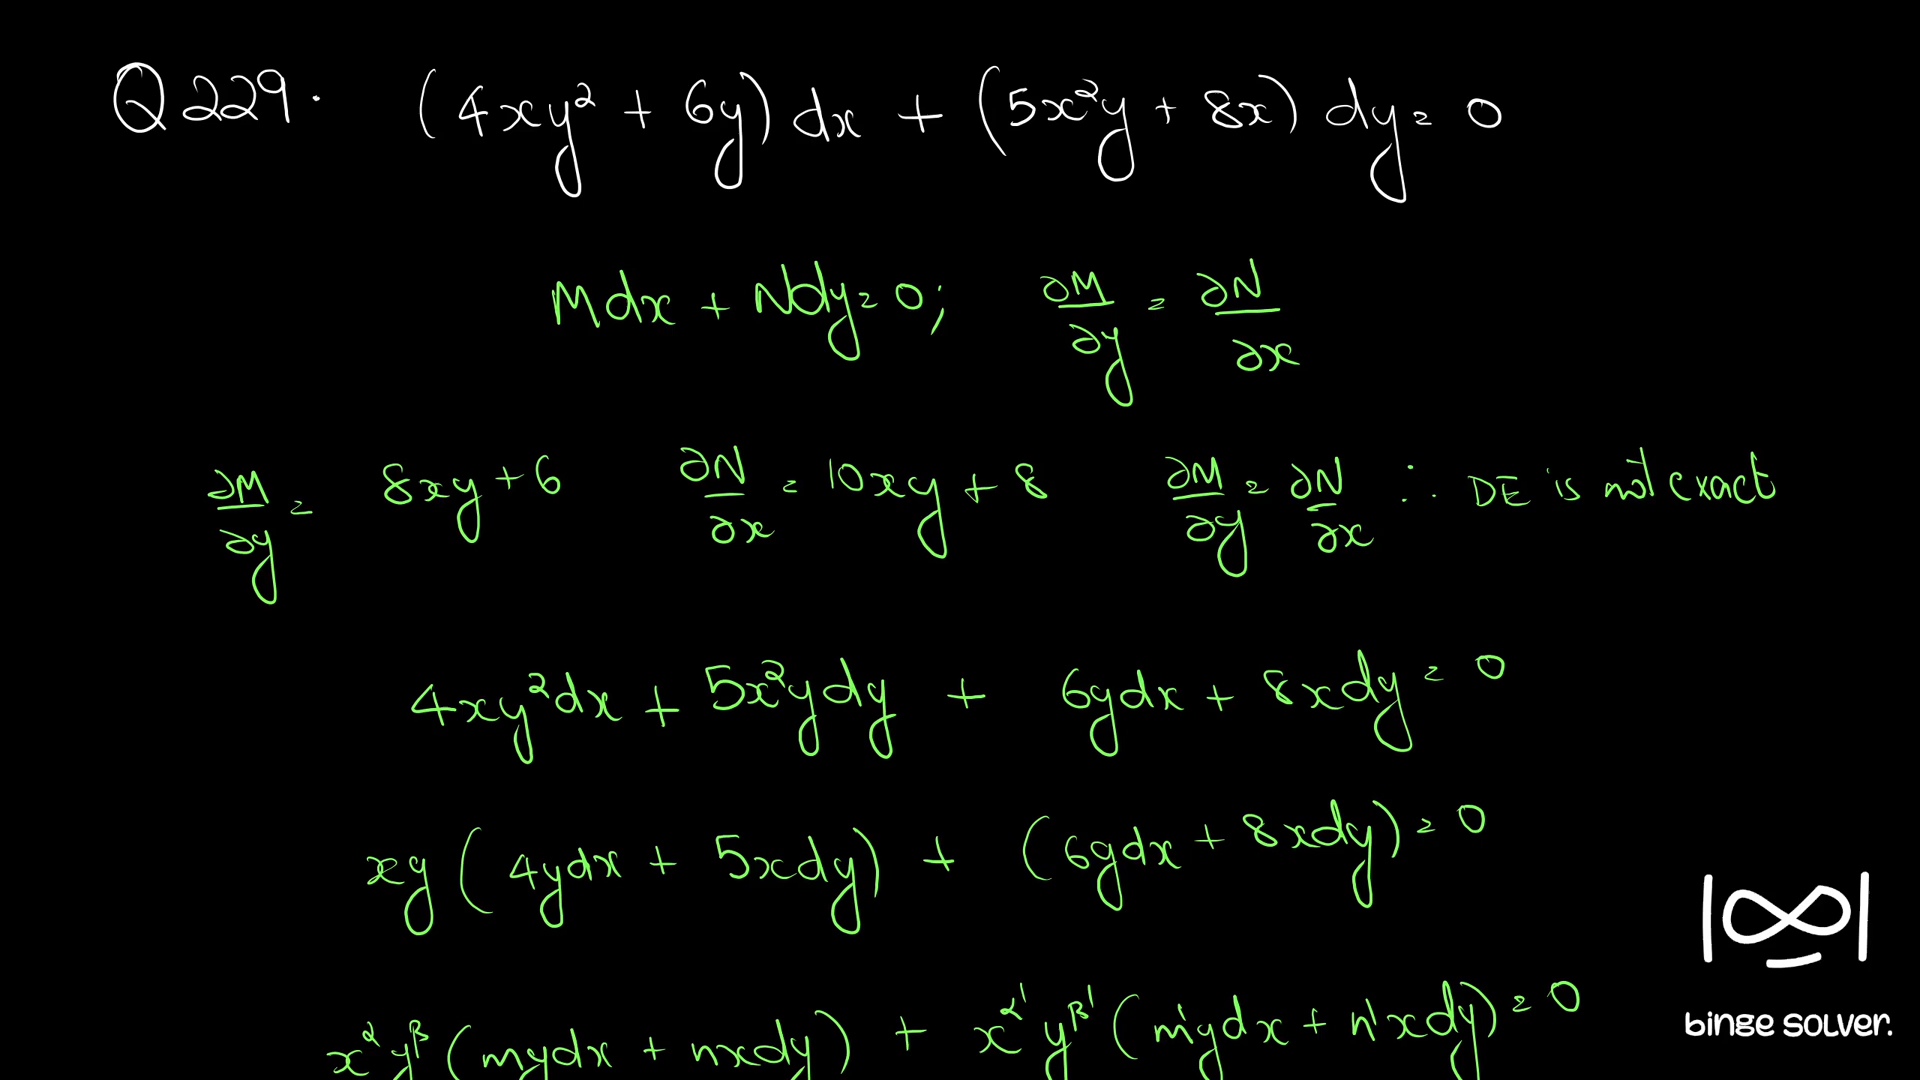 Q 229. (4xy² + 6y) dx + (5x²y + 8x) dy = 0
Mdx + Ndy = 0; ∂M/∂y = ∂N/∂x
∂M/∂y = 8xy + 6 ∂N/∂x = 10xy + 8 ∂M/∂y = ∂N/∂x ∴ DE is not exact
4xy²dx + 5x²ydy + 6ydx + 8xdy = 0
xy (4ydx + 5xdy) + (6ydx + 8xdy) = 0
x^α y^β (mydx + nxdy) + x^α' y^β' (m'ydx + n'xdy) = 0
binge solver.